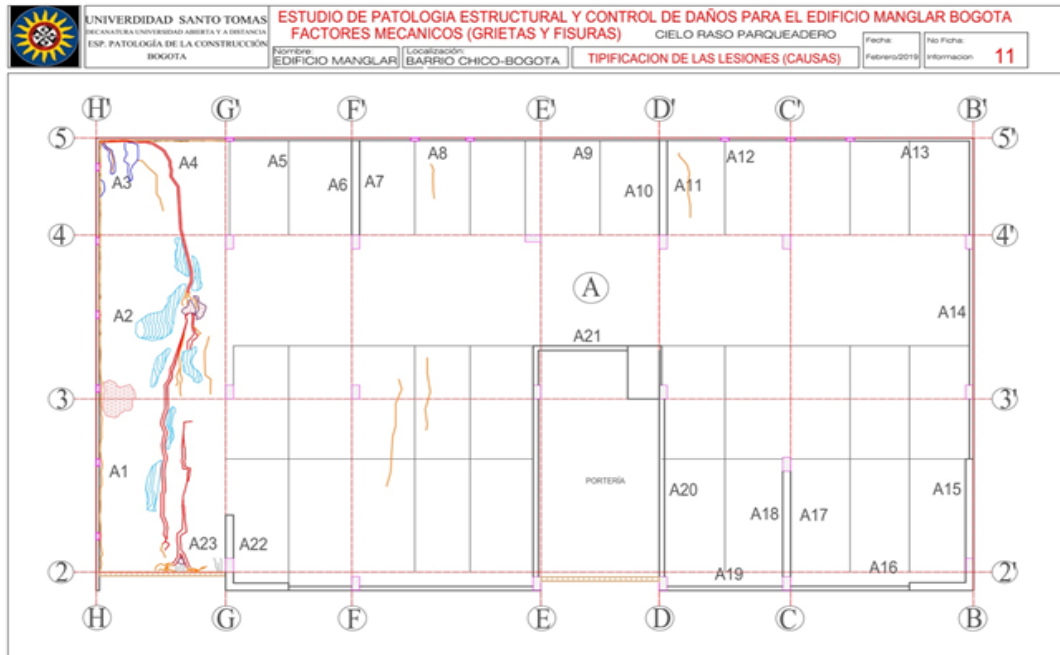 UNIVERDIDAD SANTO TOMAS
DECANATURA UNIVERSIDAD ABIERTA Y A DISTANCIA
ESP. PATOLOGÍA DE LA CONSTRUCCIÓN
BOGOTA
ESTUDIO DE PATOLOGIA ESTRUCTURAL Y CONTROL DE DAÑOS PARA EL EDIFICIO MANGLAR BOGOTA
FACTORES MECANICOS (GRIETAS Y FISURAS) CIELO RASO PARQUEADERO
Nombre:
EDIFICIO MANGLAR
Localización:
BARRIO CHICO-BOGOTA
TIPIFICACION DE LAS LESIONES (CAUSAS)
Fecha:
Febrero/2019
No Ficha:
Informacion
11
H' G' F' E' D' C' B'
5 5'
A3 A4 A5 A6 A7 A8 A9 A10 A11 A12 A13
4 4'
A
A2 A21 A14
3 3'
A1 PORTERÍA A20 A18 A17 A15
A23 A22 A19 A16
2 2'
H G F E D C B